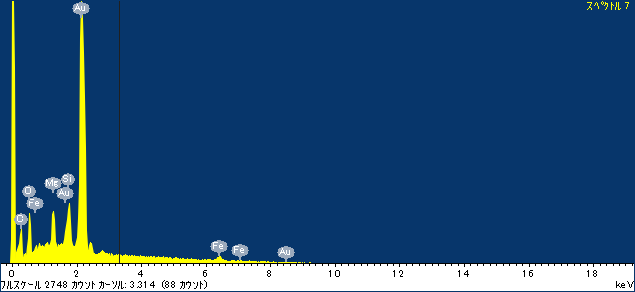 スペクトル 7
Au
Mg Si
O Au
Fe
C
Fe Fe Au
0 2 4 6 8 10 12 14 16 18
フルスケール 2748 カウント カーソル: 3.314 (88 カウント) keV